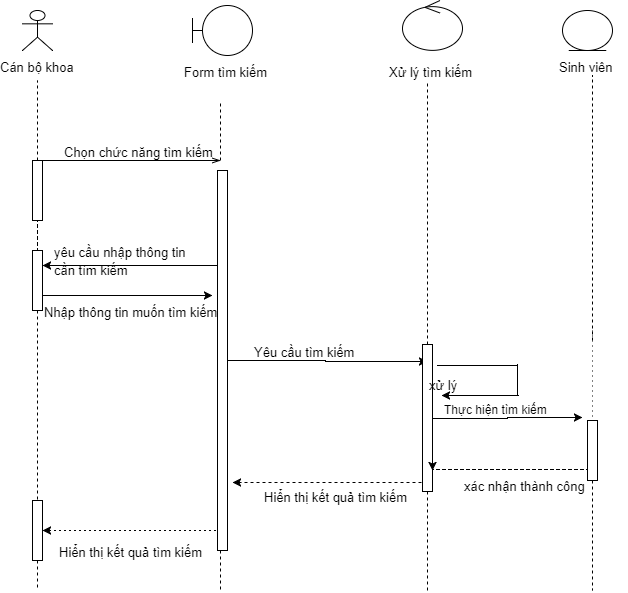 Cán bộ khoa
Form tìm kiếm
Xử lý tìm kiếm
Sinh viên
Chọn chức năng tìm kiếm
yêu cầu nhập thông tin
cần tìm kiếm
Nhập thông tin muốn tìm kiếm
Yêu cầu tìm kiếm
xử lý
Thực hiện tìm kiếm
xác nhận thành công
Hiển thị kết quả tìm kiếm
Hiển thị kết quả tìm kiếm